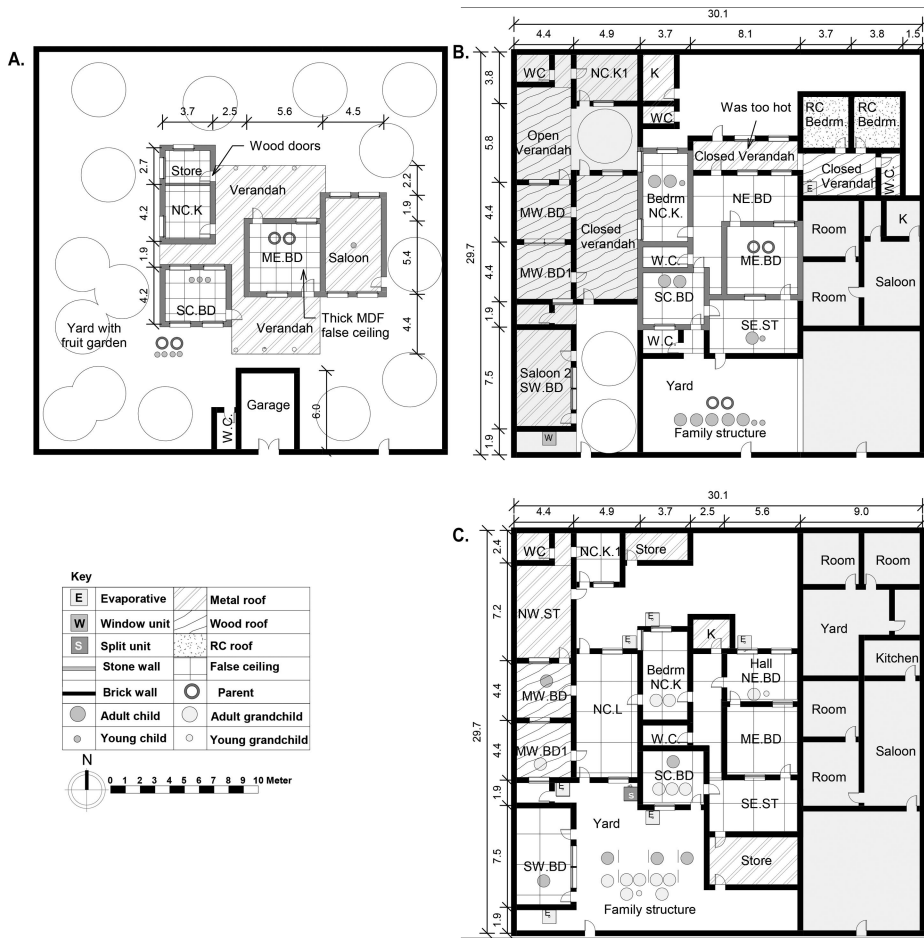 A.
3.7
2.5
5.6
4.5
Wood doors
Store
Verandah
NC.K
ME.BD
Saloon
SC.BD
Thick MDF
false ceiling
Verandah
Yard with
fruit garden
Garage
W.C.
6.0
2.7
4.2
1.9
4.2
2.2
1.9
5.4
4.4
B.
30.1
4.4
4.9
3.7
8.1
3.7
3.8
1.5
29.7
3.8
5.8
4.4
4.4
1.9
7.5
1.9
WC
NC.K1
K
WC
Was too hot
RC
Bedrm.
RC
Bedrm.
Open
Verandah
Closed Verandah
Closed
Verandah
E
W.C.
Bedrm
NC.K.
NE.BD
MW.BD
Closed
verandah
Room
K
W.C.
ME.BD
MW.BD1
SC.BD
Room
Saloon
SE.ST
W.C.
Saloon 2
SW.BD
Yard
Family structure
W
C.
30.1
4.4
4.9
3.7
2.5
5.6
9.0
29.7
2.4
7.2
4.4
4.4
1.9
7.5
1.9
WC
NC.K.1
Store
Room
Room
NW.ST
E
E
K
E
Yard
Bedrm
NC.K
Hall
NE.BD
Kitchen
MW.BD
NC.L
Room
Saloon
W.C.
ME.BD
MW.BD1
SC.BD
Room
E
S
E
SE.ST
Yard
Store
SW.BD
Family structure
E
Key
E Evaporative Metal roof
W Window unit Wood roof
S Split unit RC roof
Stone wall False ceiling
Brick wall Parent
Adult child Adult grandchild
Young child Young grandchild
N
0 1 2 3 4 5 6 7 8 9 10 Meter